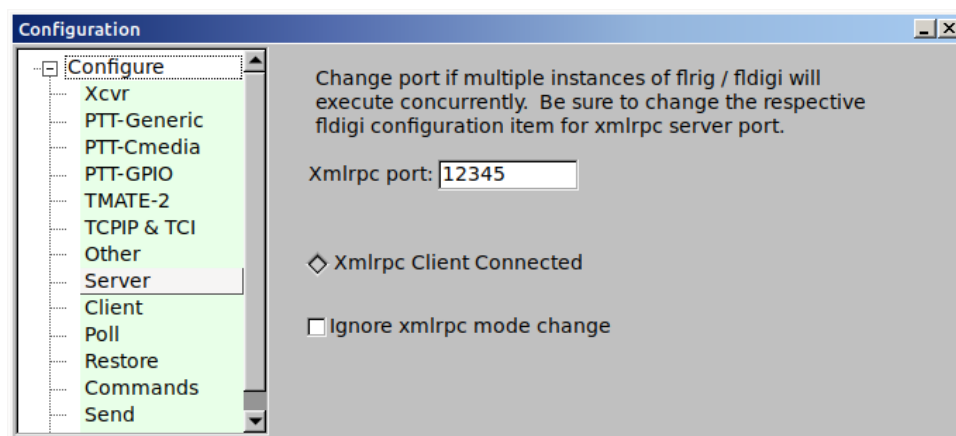 Configuration
Configure
Xcvr
PTT-Generic
PTT-Cmedia
PTT-GPIO
TMATE-2
TCPIP & TCI
Other
Server
Client
Poll
Restore
Commands
Send
Change port if multiple instances of flrig / fldigi will
execute concurrently.  Be sure to change the respective
fldigi configuration item for xmlrpc server port.
Xmlrpc port: 12345
Xmlrpc Client Connected
Ignore xmlrpc mode change